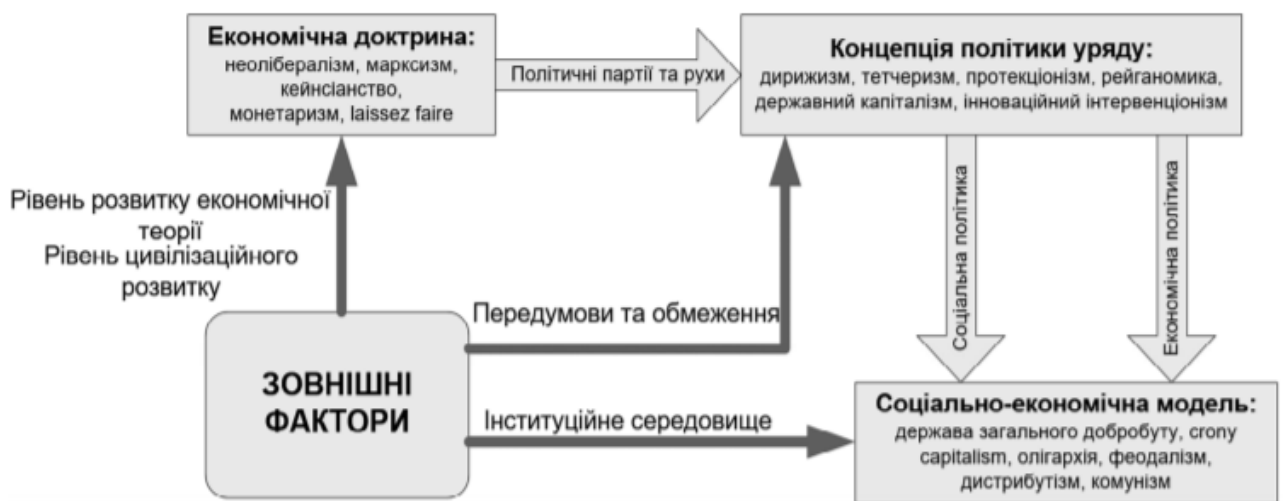 Економічна доктрина:
неолібералізм, марксизм,
кейнсіанство,
монетаризм, laissez faire
Політичні партії та рухи
Концепція політики уряду:
дирижизм, тетчеризм, протекціонізм, рейганомика,
державний капіталізм, інноваційний інтервенціонізм
Рівень розвитку економічної
теорії
Рівень цивілізаційного
розвитку
Соціальна політика
Економічна політика
Передумови та обмеження
ЗОВНІШНІ
ФАКТОРИ
Інституційне середовище
Соціально-економічна модель:
держава загального добробуту, crony
capitalism, олігархія, феодалізм,
дистрибутізм, комунізм